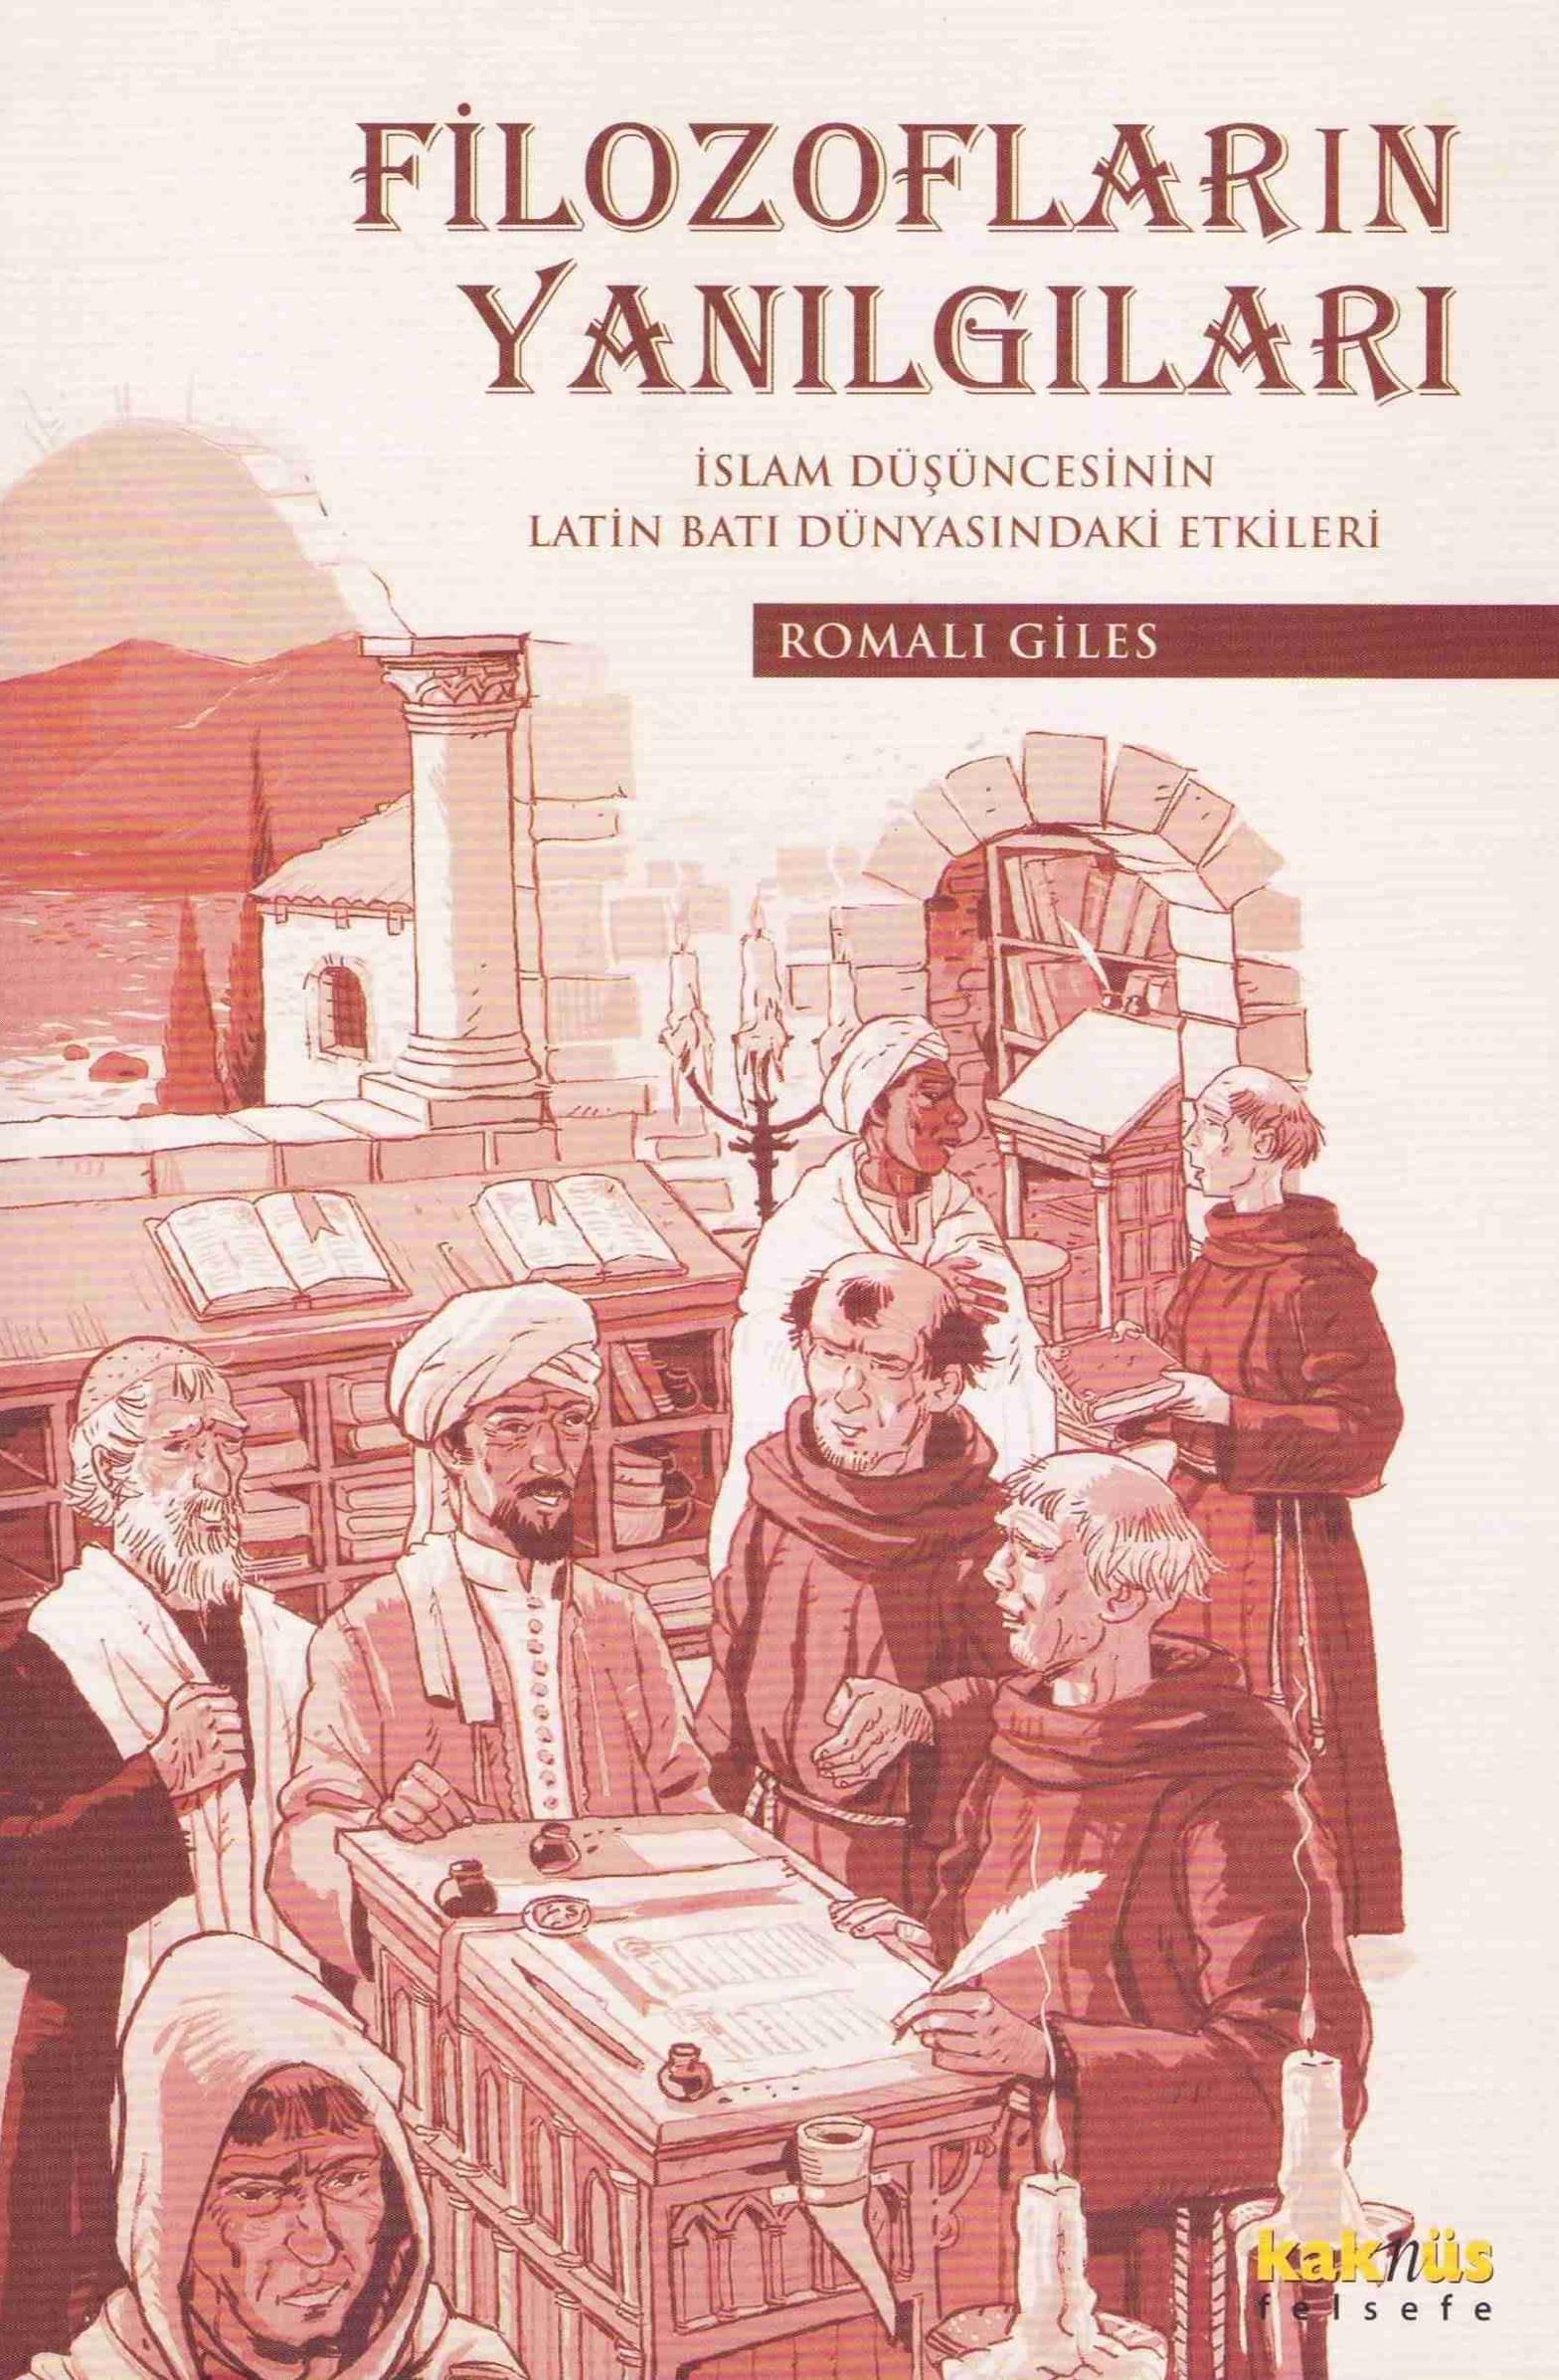 FİLOZOFLARIN
YANILGILARI
İSLAM DÜŞÜNCESİNİN
LATİN BATI DÜNYASINDAKİ ETKİLERİ
ROMALI GİLES
kaknüs
felsefe